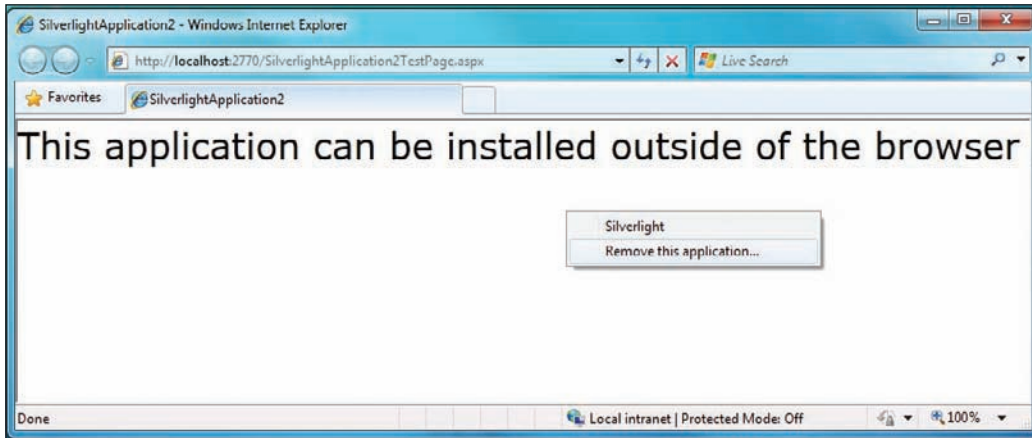 SilverlightApplication2 - Windows Internet Explorer
http://localhost:2770/SilverlightApplication2TestPage.aspx
Live Search
Favorites
SilverlightApplication2
This application can be installed outside of the browser
Silverlight
Remove this application...
Done
Local intranet | Protected Mode: Off
100%